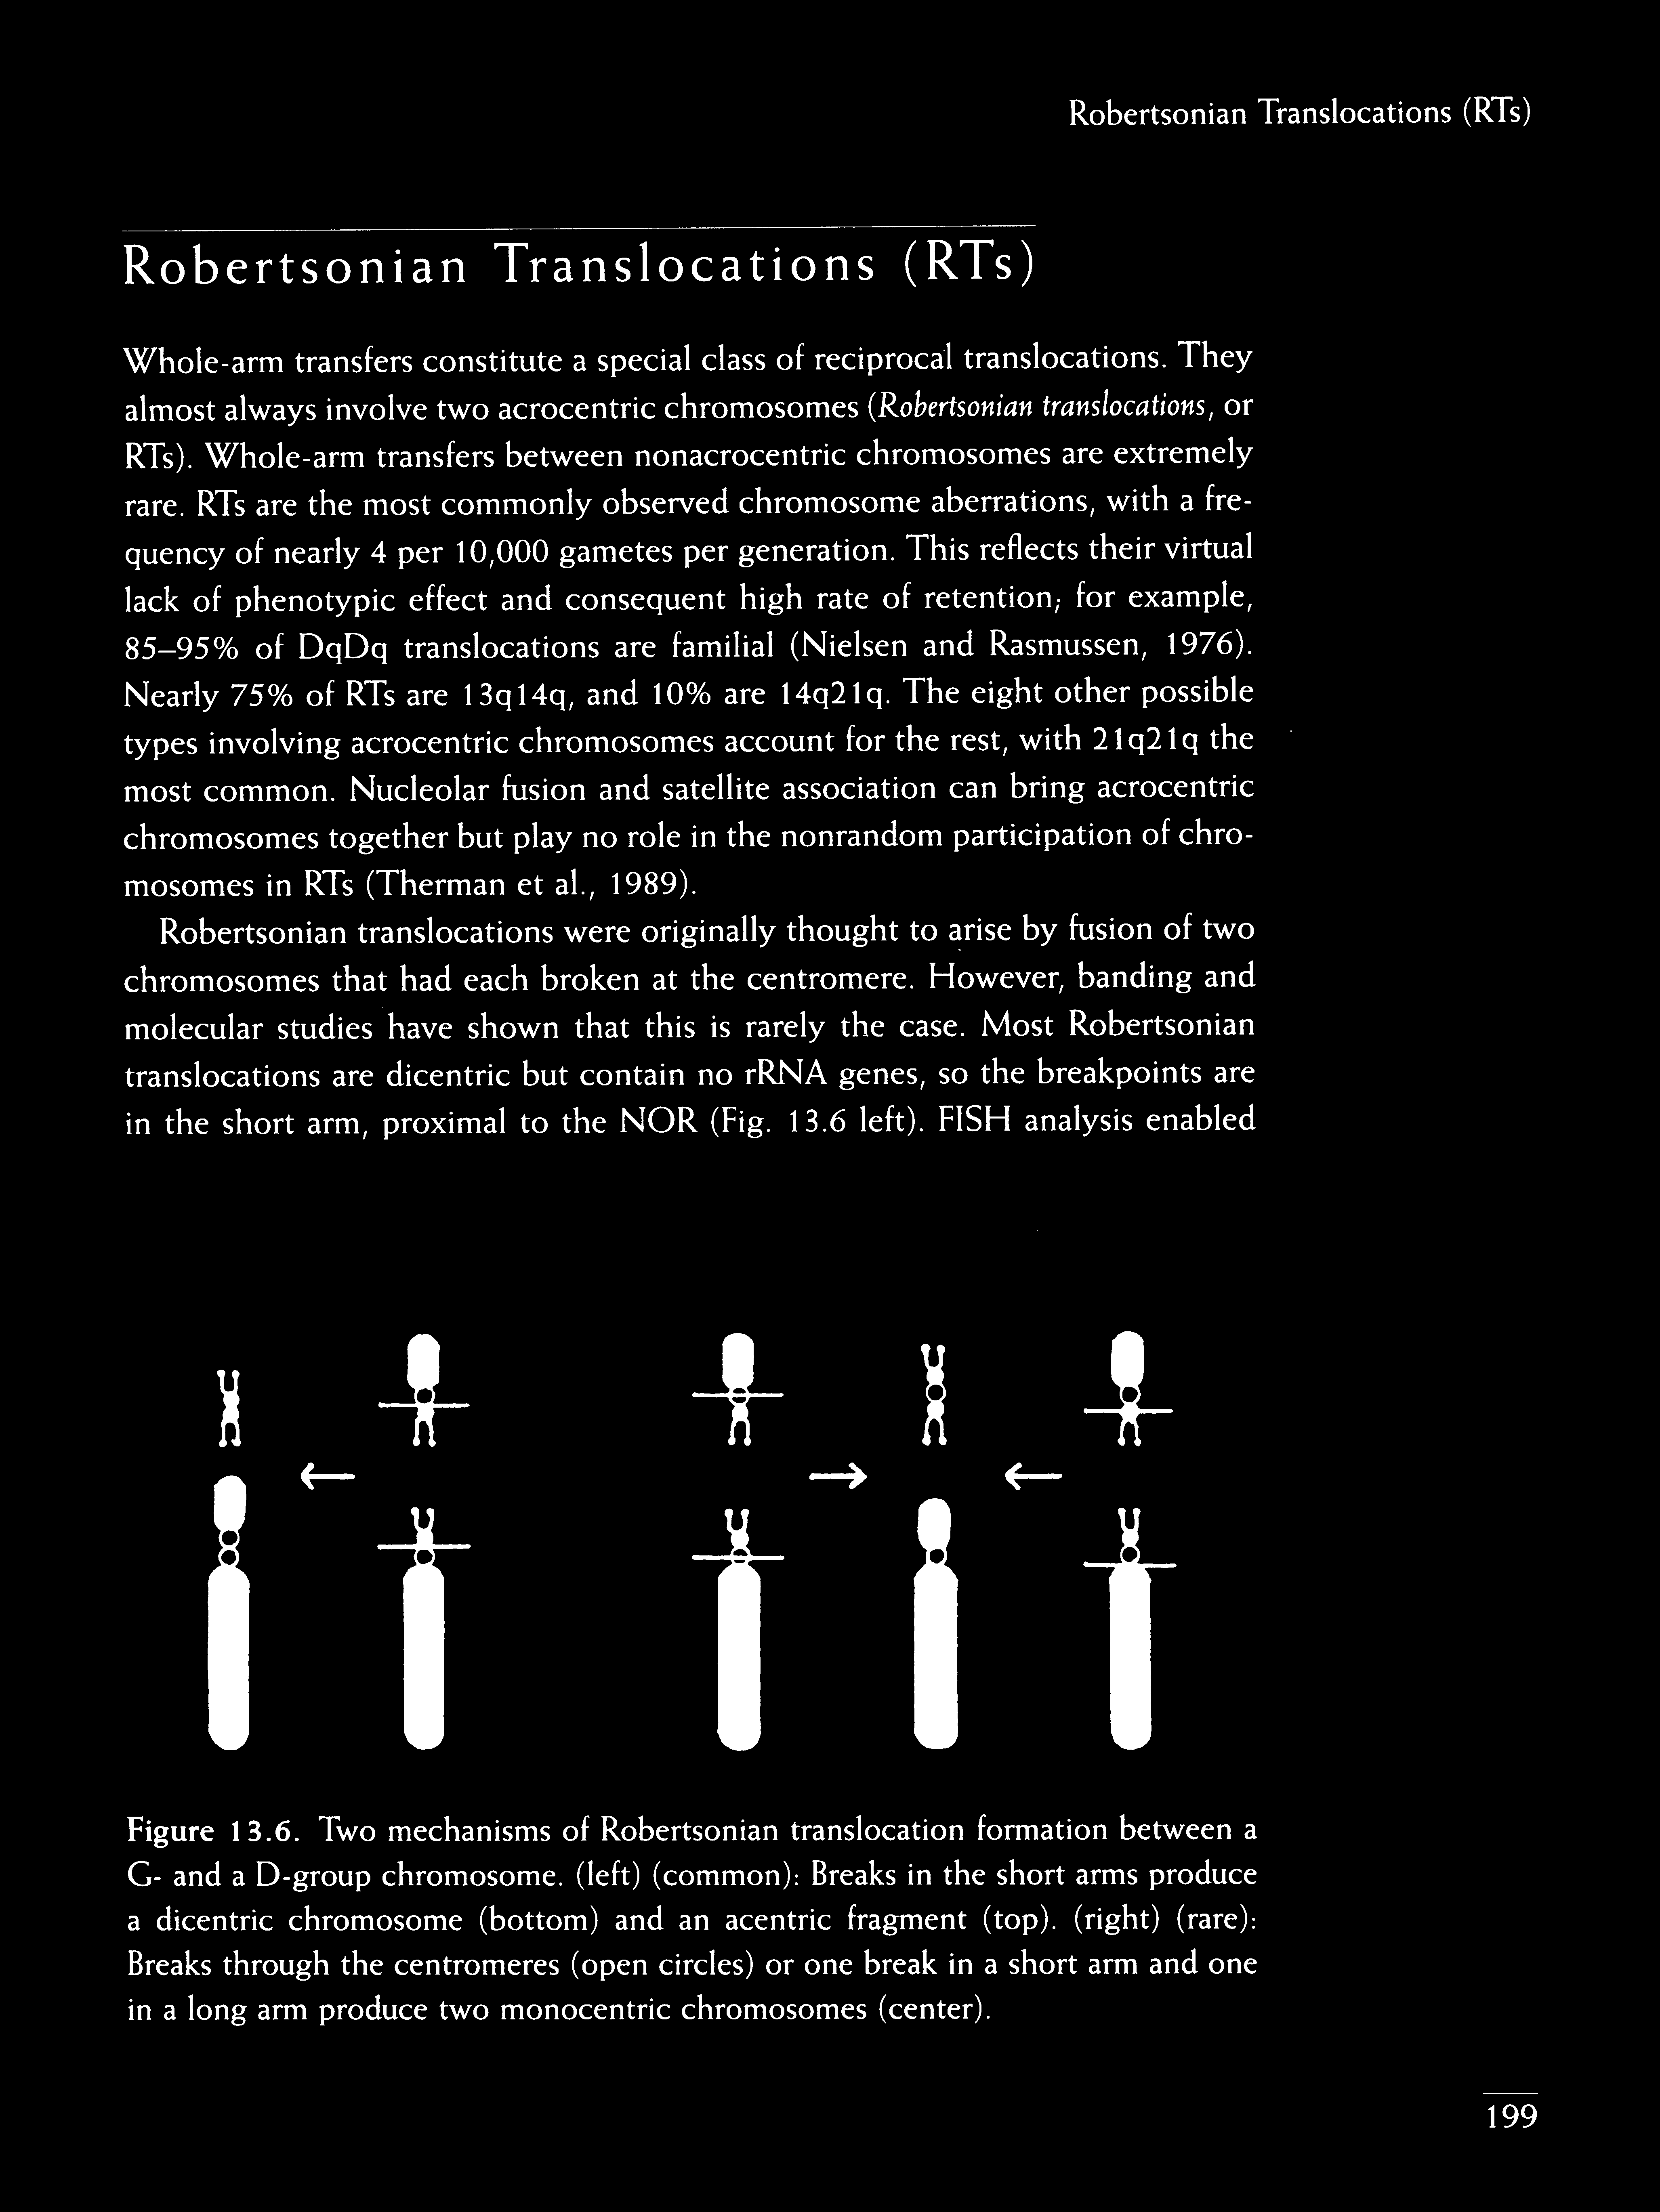 Robertsonian Translocations (RTs)
Robertsonian Translocations (RTs)
Whole-arm transfers constitute a special class of reciprocal translocations. They
almost always involve two acrocentric chromosomes (Robertsonian translocations, or
RTs). Whole-arm transfers between nonacrocentric chromosomes are extremely
rare. RTs are the most commonly observed chromosome aberrations, with a fre-
quency of nearly 4 per 10,000 gametes per generation. This reflects their virtual
lack of phenotypic effect and consequent high rate of retention; for example,
85–95% of DqDq translocations are familial (Nielsen and Rasmussen, 1976).
Nearly 75% of RTs are 13q14q, and 10% are 14q21q. The eight other possible
types involving acrocentric chromosomes account for the rest, with 21q21q the
most common. Nucleolar fusion and satellite association can bring acrocentric
chromosomes together but play no role in the nonrandom participation of chro-
mosomes in RTs (Therman et al., 1989).
Robertsonian translocations were originally thought to arise by fusion of two
chromosomes that had each broken at the centromere. However, banding and
molecular studies have shown that this is rarely the case. Most Robertsonian
translocations are dicentric but contain no rRNA genes, so the breakpoints are
in the short arm, proximal to the NOR (Fig. 13.6 left). FISH analysis enabled
Figure 13.6. Two mechanisms of Robertsonian translocation formation between a
G- and a D-group chromosome. (left) (common): Breaks in the short arms produce
a dicentric chromosome (bottom) and an acentric fragment (top). (right) (rare):
Breaks through the centromeres (open circles) or one break in a short arm and one
in a long arm produce two monocentric chromosomes (center).
199